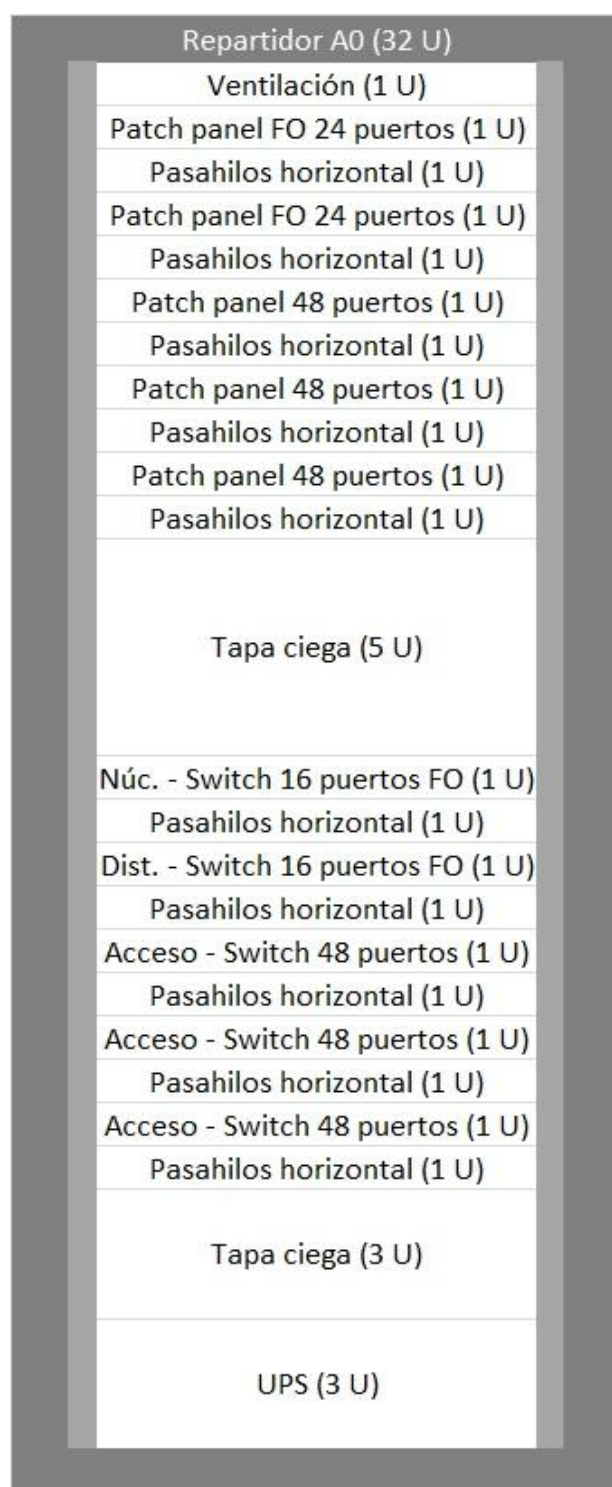 Repartidor A0 (32 U)
Ventilación (1 U)
Patch panel FO 24 puertos (1 U)
Pasahilos horizontal (1 U)
Patch panel FO 24 puertos (1 U)
Pasahilos horizontal (1 U)
Patch panel 48 puertos (1 U)
Pasahilos horizontal (1 U)
Patch panel 48 puertos (1 U)
Pasahilos horizontal (1 U)
Patch panel 48 puertos (1 U)
Pasahilos horizontal (1 U)
Tapa ciega (5 U)
Núc. - Switch 16 puertos FO (1 U)
Pasahilos horizontal (1 U)
Dist. - Switch 16 puertos FO (1 U)
Pasahilos horizontal (1 U)
Acceso - Switch 48 puertos (1 U)
Pasahilos horizontal (1 U)
Acceso - Switch 48 puertos (1 U)
Pasahilos horizontal (1 U)
Acceso - Switch 48 puertos (1 U)
Pasahilos horizontal (1 U)
Tapa ciega (3 U)
UPS (3 U)